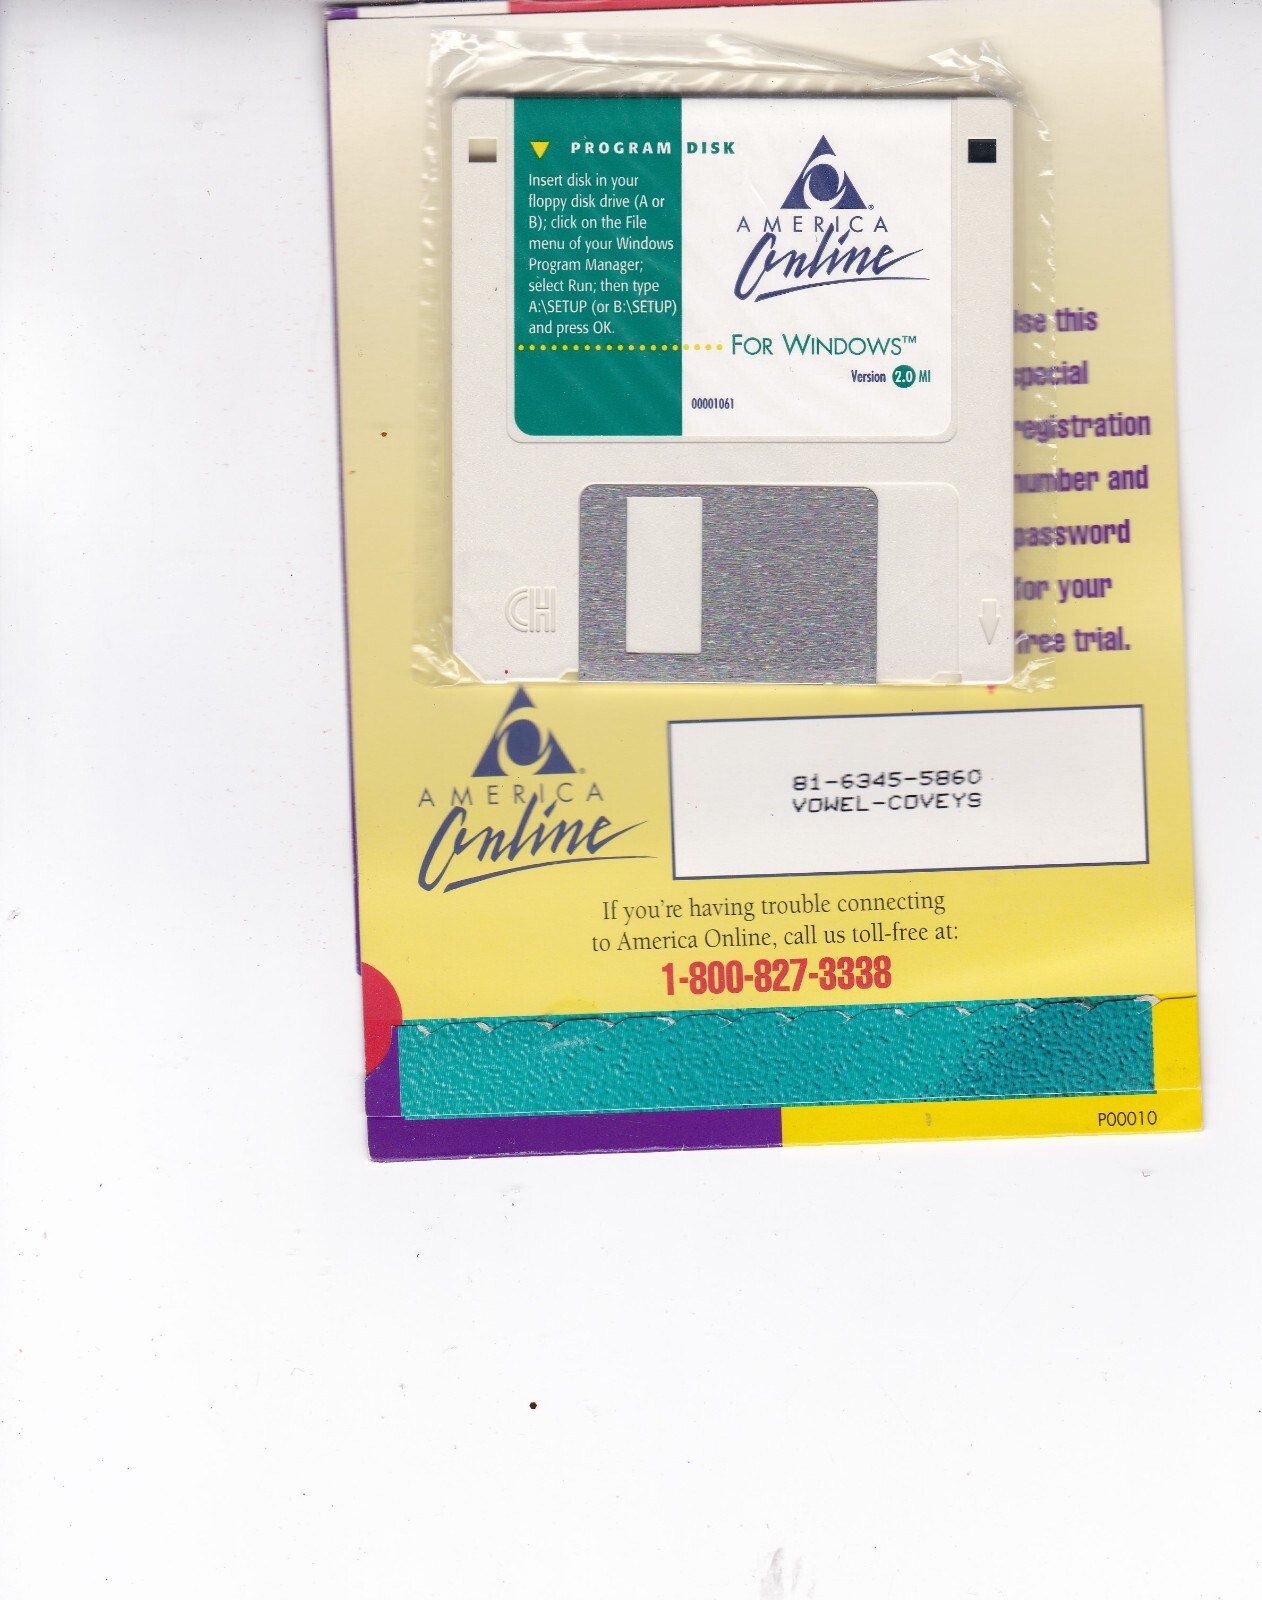 PROGRAM DISK
Insert disk in your
floppy disk drive (A or
B); click on the File
menu of your Windows
Program Manager;
select Run; then type
A:\SETUP (or B:\SETUP)
and press OK.
AMERICA
Online
®
FOR WINDOWS™
Version 2.0 MI
00001061
CH
se this
special
registration
number and
password
for your
free trial.
AMERICA
Online
®
81-6345-5860
VOWEL-COVEYS
If you're having trouble connecting
to America Online, call us toll-free at:
1-800-827-3338
P00010